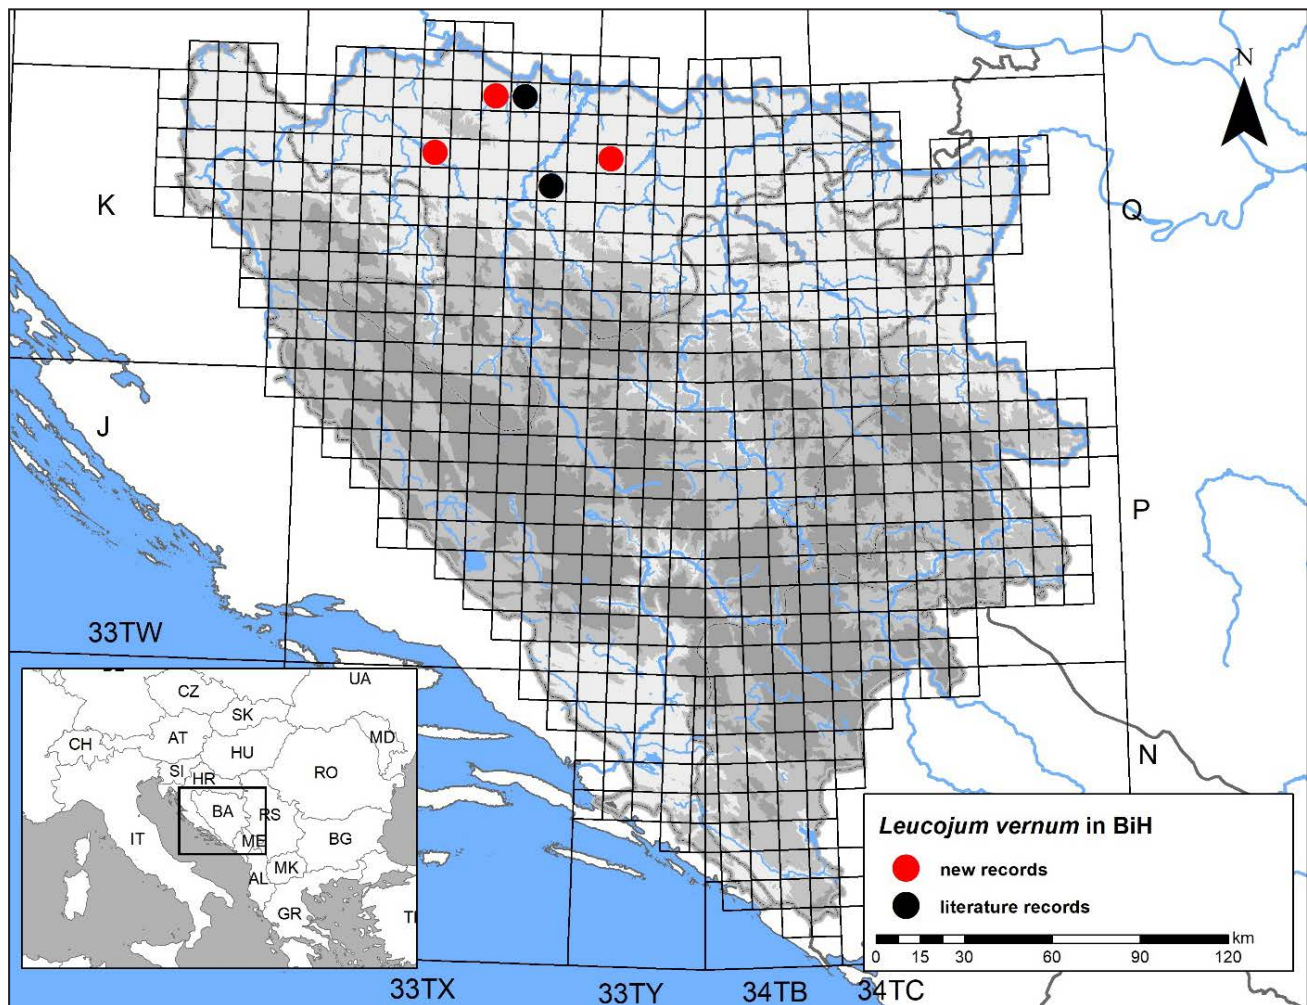 N
K
Q
J
P
33TW
N
UA
CZ
SK
CH
AT
HU
MD
SI
HR
RO
BA
RS
IT
ME
BG
MK
AL
GR
Leucojum vernum in BiH
new records
literature records
km
0 15 30 60 90 120
33TX
33TY
34TB
34TC